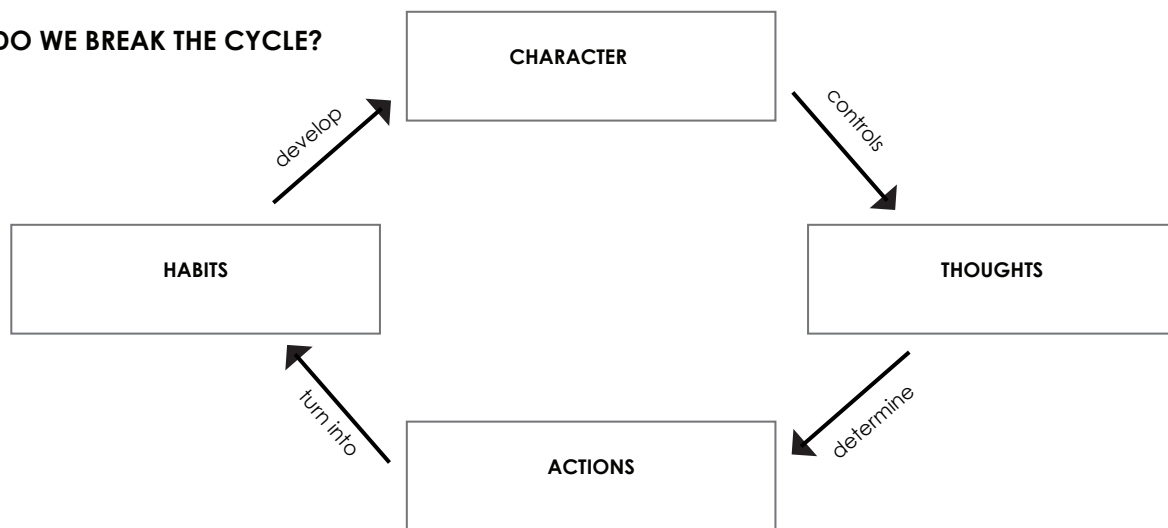 DO WE BREAK THE CYCLE?
CHARACTER
controls
THOUGHTS
determine
ACTIONS
turn into
HABITS
develop